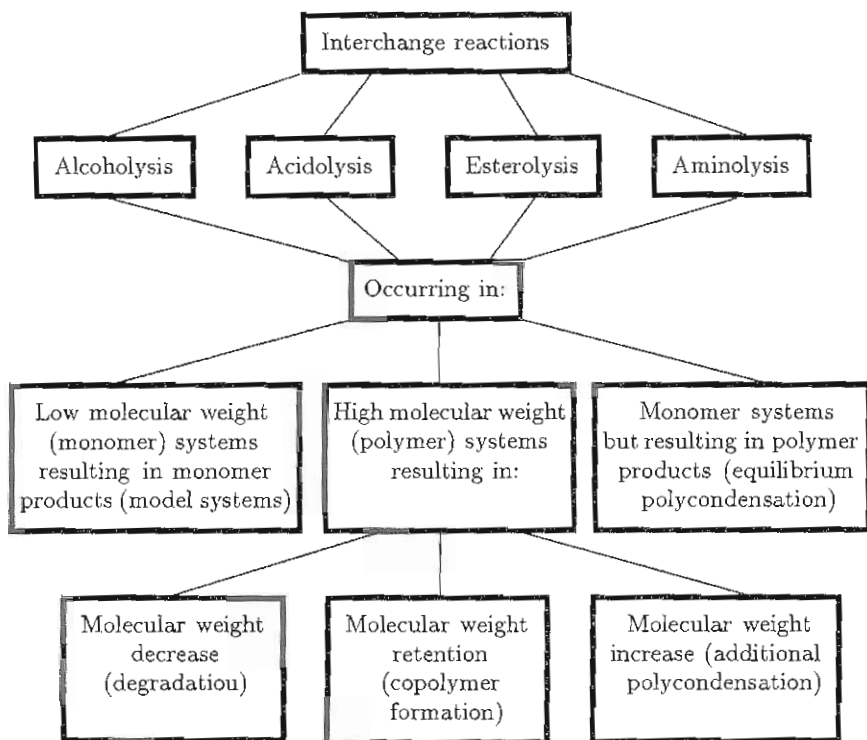 Interchange reactions
Alcoholysis
Acidolysis
Esterolysis
Aminolysis
Occurring in:
Low molecular weight
(monomer) systems
resulting in monomer
products (model systems)
High molecular weight
(polymer) systems
resulting in:
Monomer systems
but resulting in polymer
products (equilibrium
polycondensation)
Molecular weight
decrease
(degradatiou)
Molecular weight
retention
(copolymer
formation)
Molecular weight
increase (additional
polycondensation)